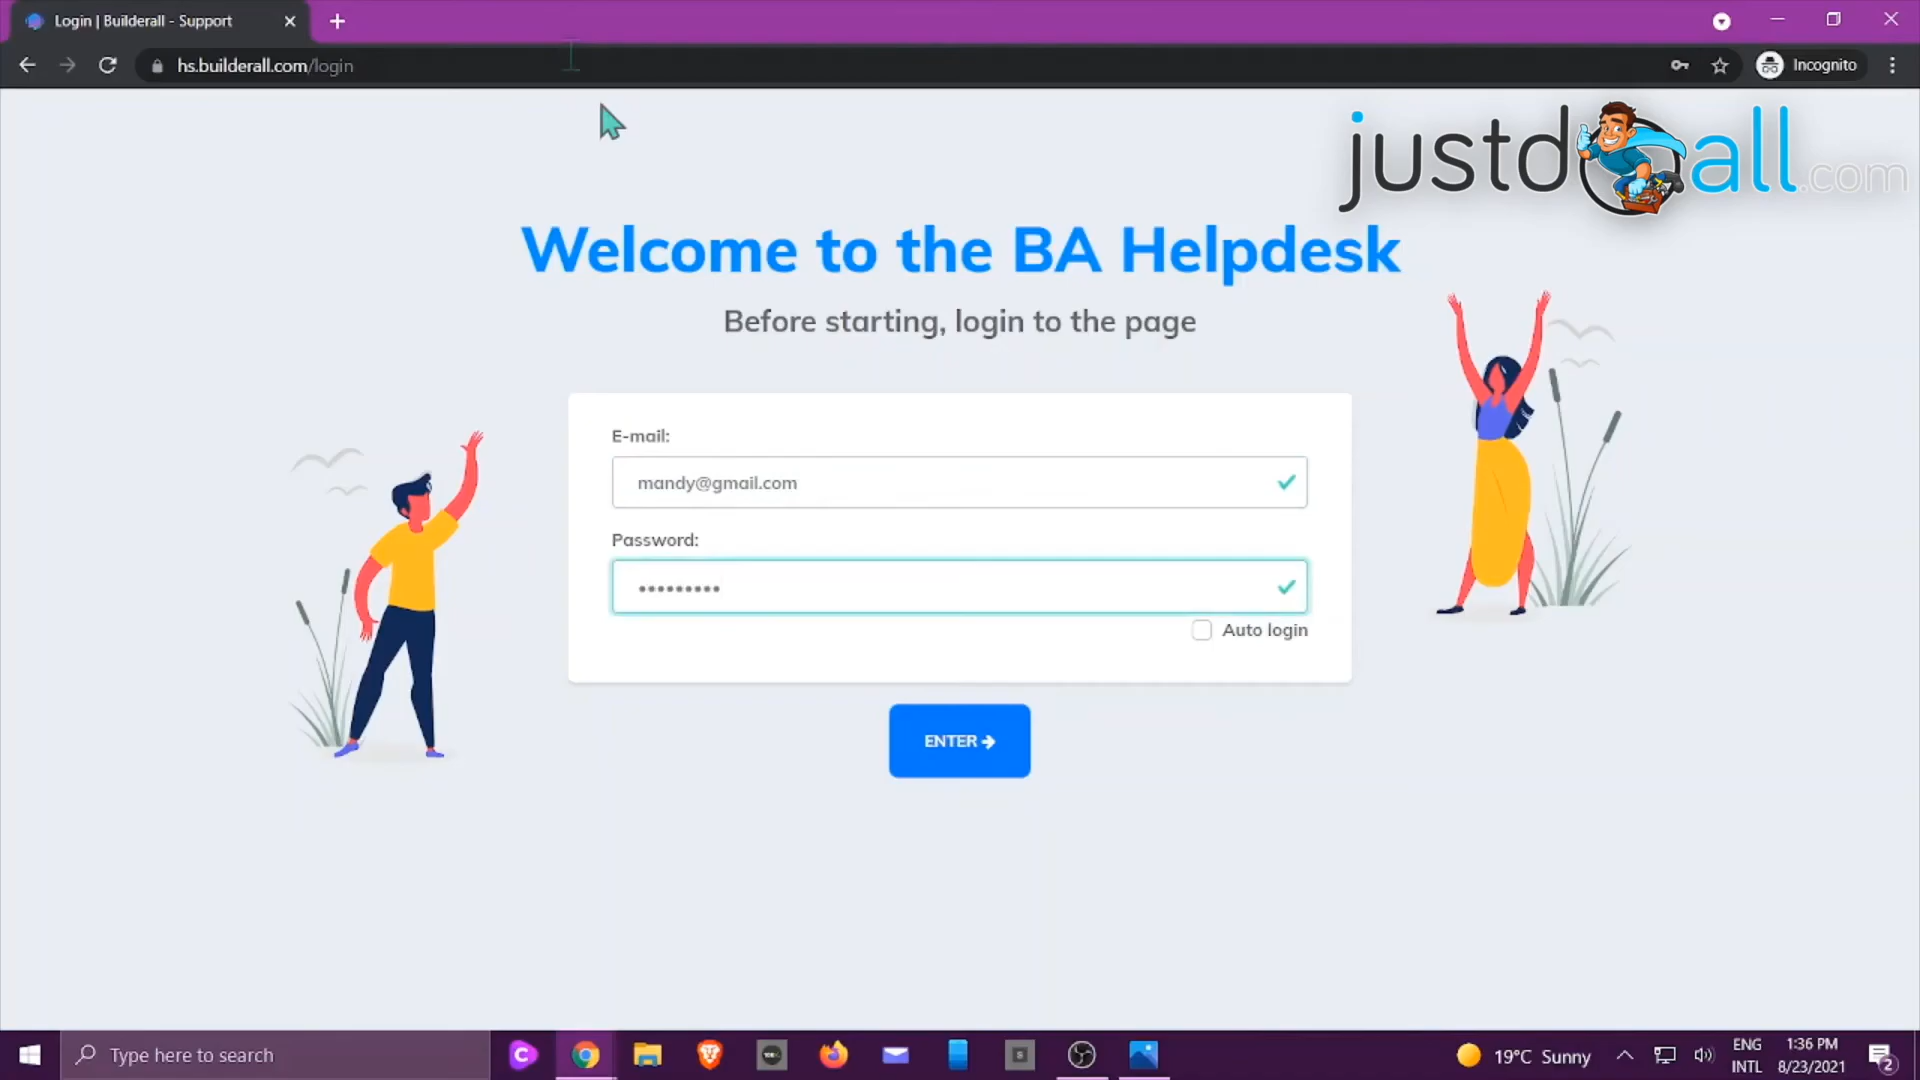 Login | Builderall - Support
hs.builderall.com/login
Incognito
justdoall.com
Welcome to the BA Helpdesk
Before starting, login to the page
E-mail:
mandy@gmail.com
Password:
•••••••••
Auto login
ENTER
Type here to search
19°C Sunny
ENG
INTL
1:36 PM
8/23/2021
2